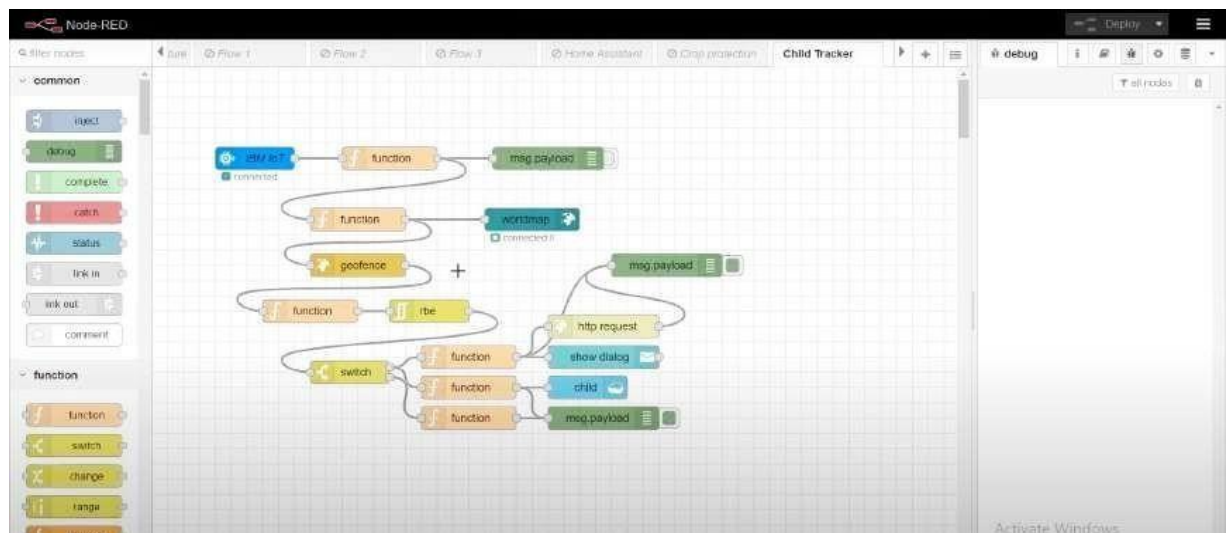 Node-RED
Deploy
filter nodes
Flow 1
Flow 2
Flow 3
Home Assistant
Crop protection
Child Tracker
debug
i
all nodes
common
inject
debug
complete
catch
status
link in
link out
comment
function
function
switch
change
range
IBM IoT
connected
function
msg.payload
function
worldmap
geofence
msg.payload
function
rbe
http request
switch
function
show dialog
function
child
function
msg.payload
Activate Windows